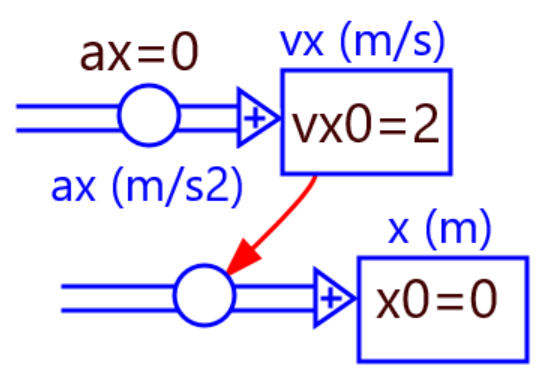 ax=0
vx (m/s)
+
vx0=2
ax (m/s2)
x (m)
+
x0=0